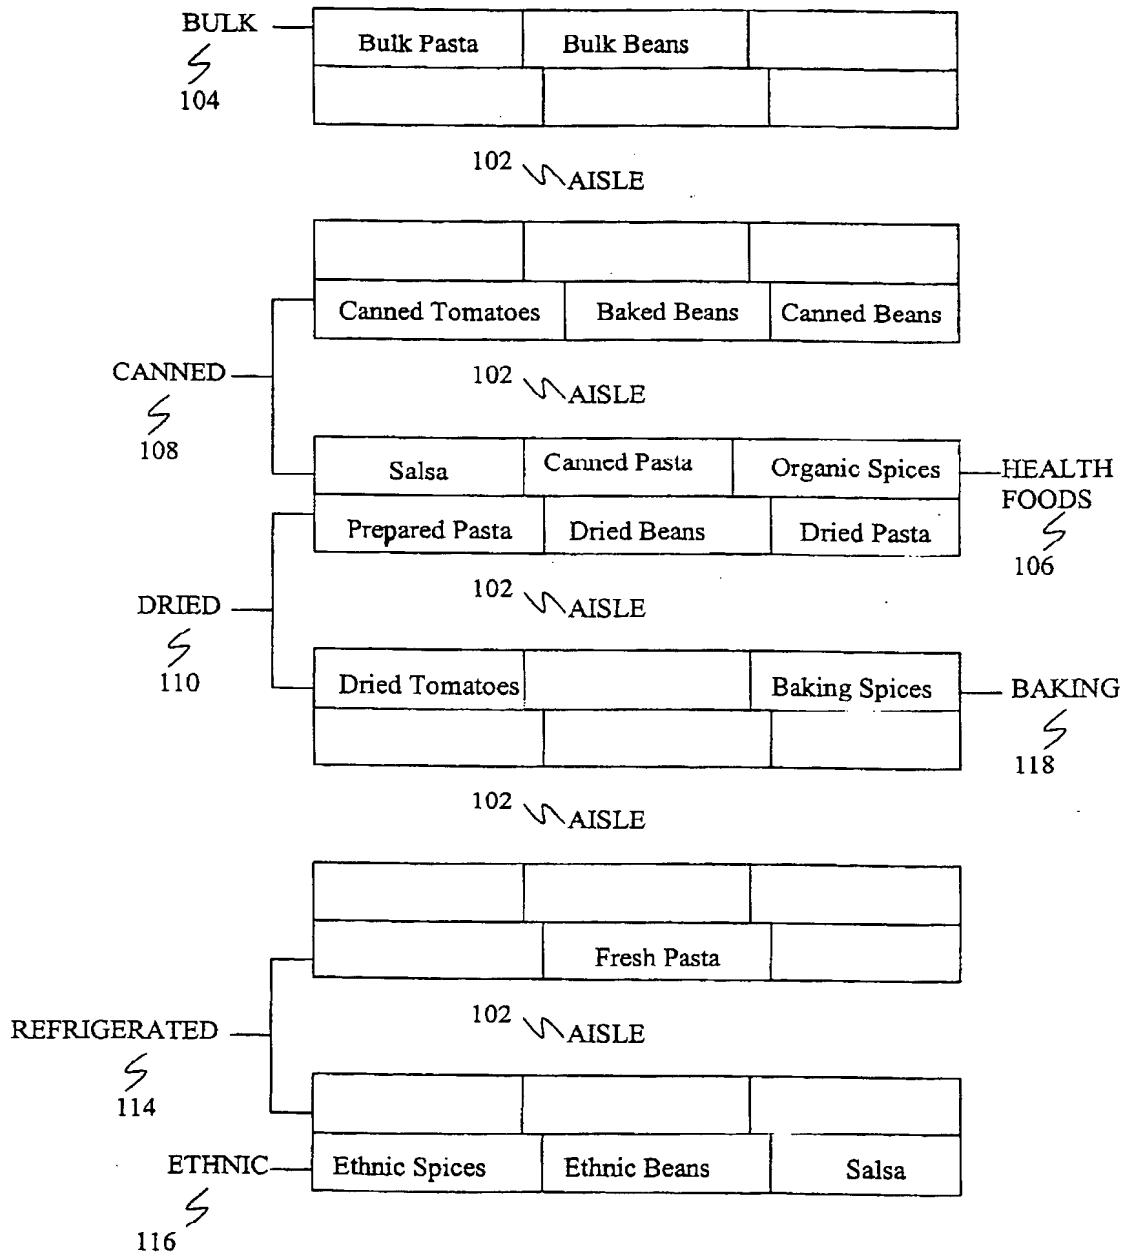 BULK
Bulk Pasta Bulk Beans
104
102 AISLE
Canned Tomatoes Baked Beans Canned Beans
CANNED
102 AISLE
108
Salsa Canned Pasta Organic Spices
HEALTH
FOODS
Prepared Pasta Dried Beans Dried Pasta
106
DRIED
102 AISLE
110
Dried Tomatoes Baking Spices
BAKING
118
102 AISLE
Fresh Pasta
REFRIGERATED
102 AISLE
114
ETHNIC
Ethnic Spices Ethnic Beans Salsa
116